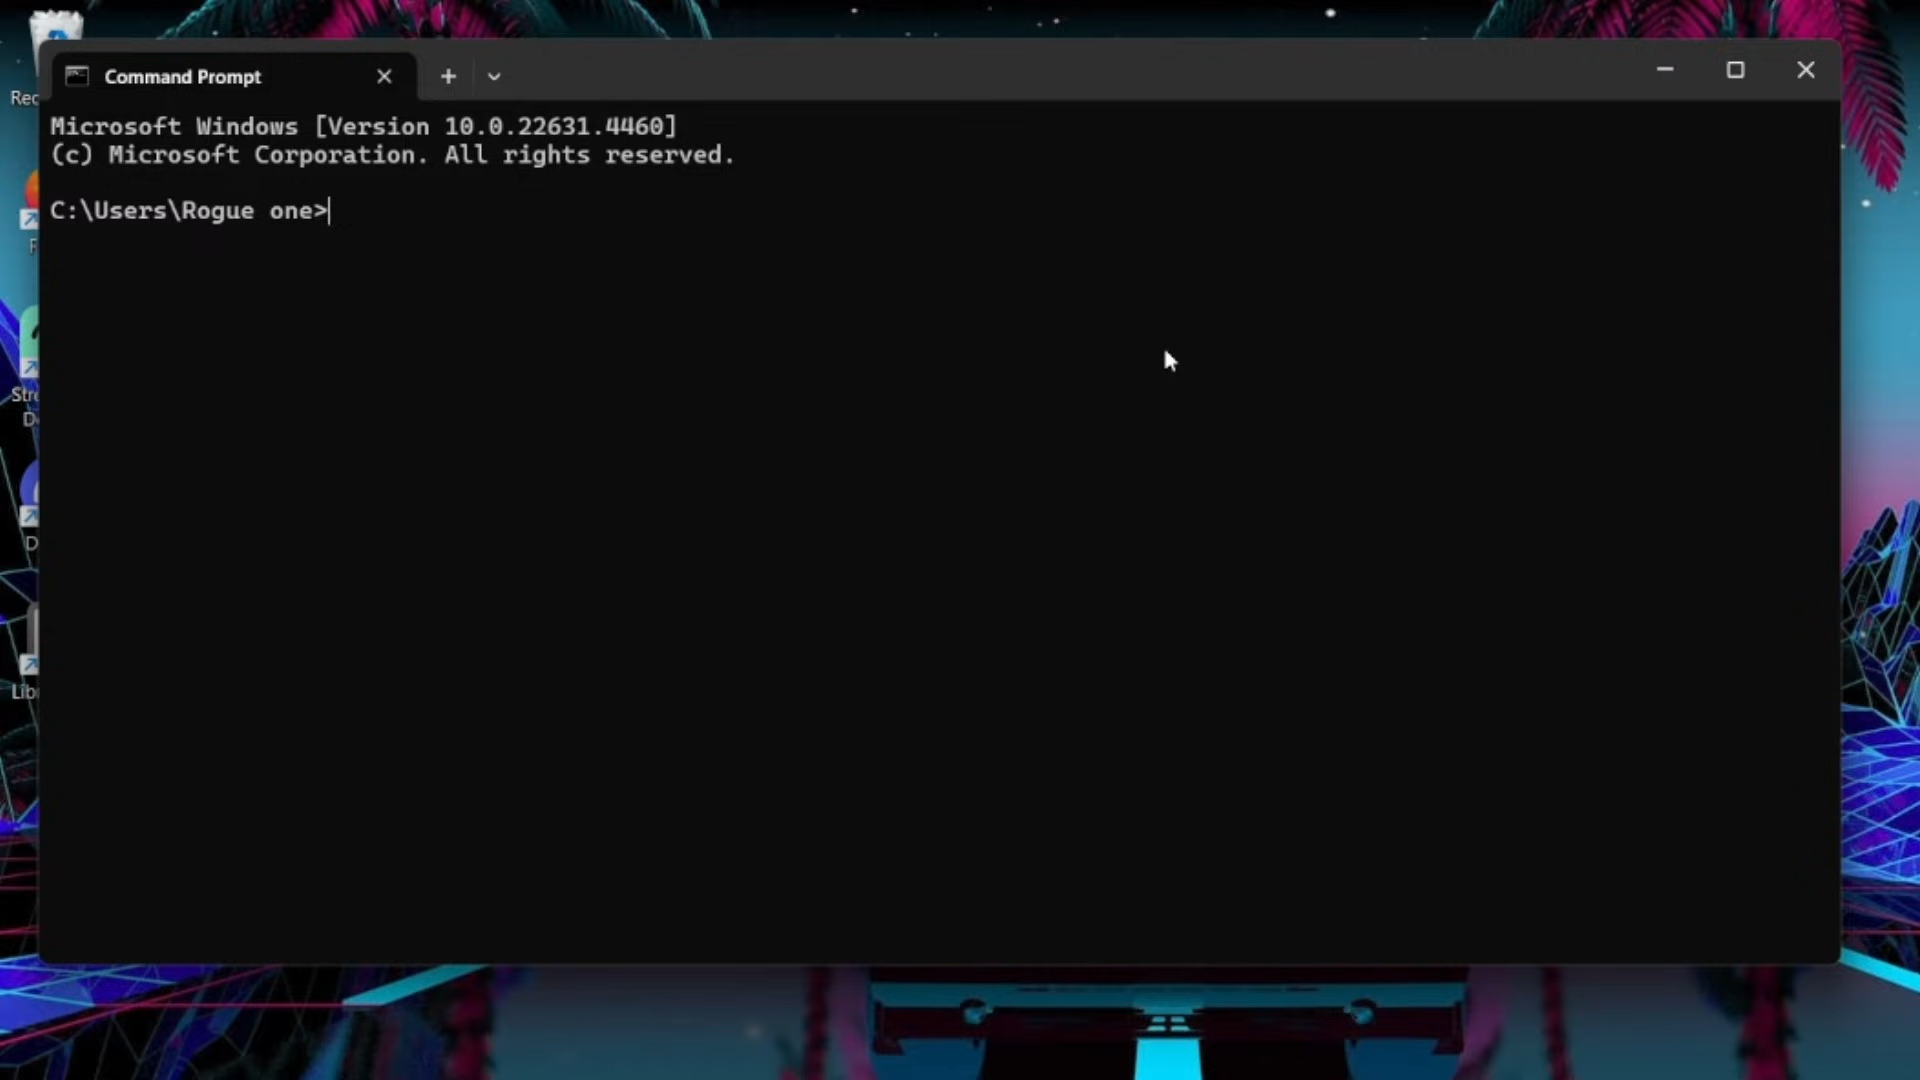 Command Prompt
Microsoft Windows [Version 10.0.22631.4460]
(c) Microsoft Corporation. All rights reserved.
C:\Users\Rogue one>